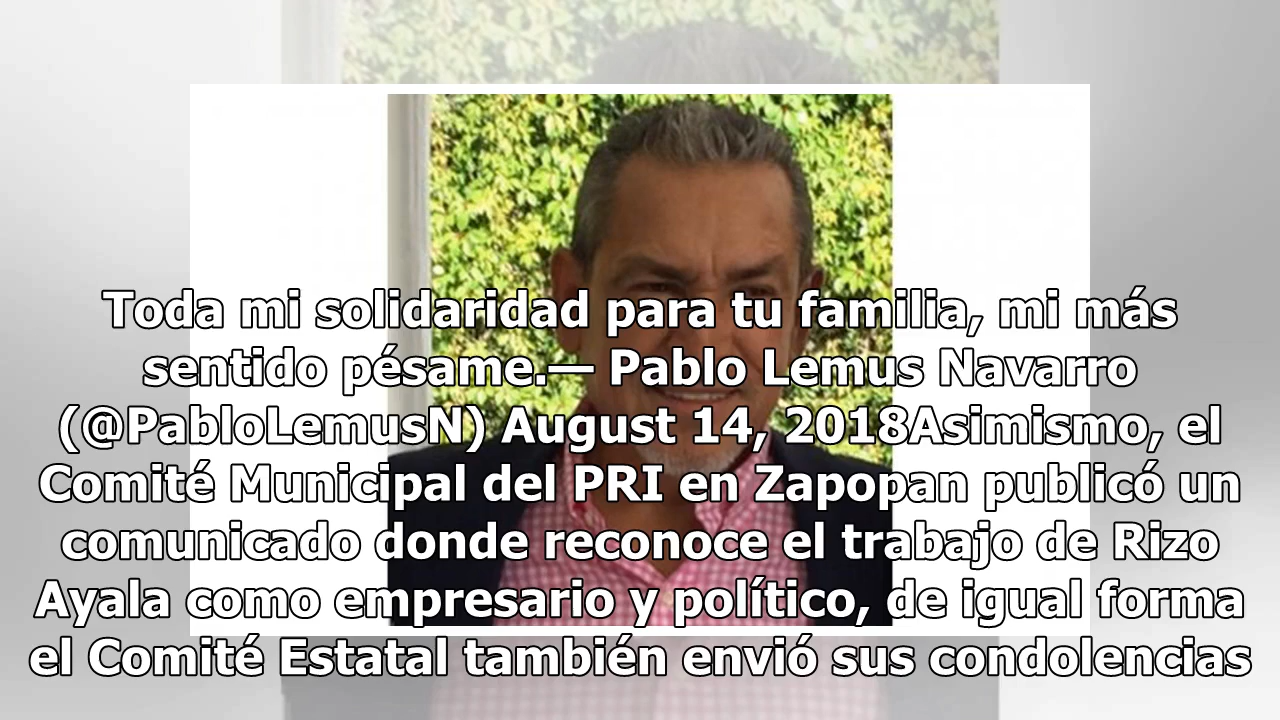 Toda mi solidaridad para tu familia, mi más
sentido pésame.— Pablo Lemus Navarro
(@PabloLemusN) August 14, 2018Asimismo, el
Comité Municipal del PRI en Zapopan publicó un
comunicado donde reconoce el trabajo de Rizo
Ayala como empresario y político, de igual forma
el Comité Estatal también envió sus condolencias